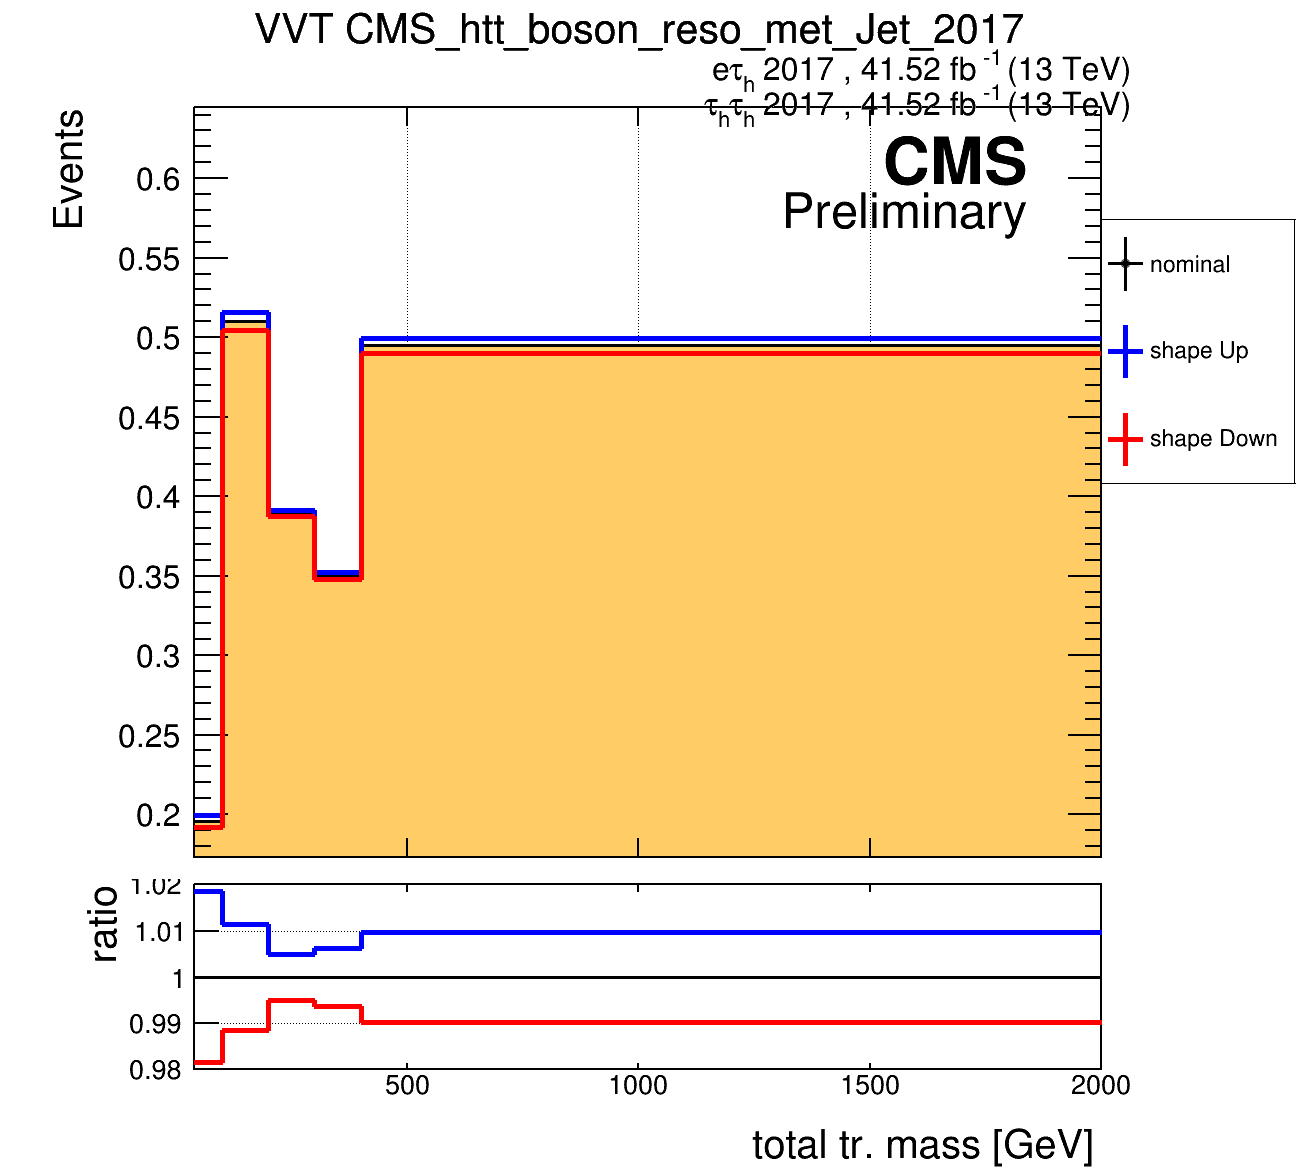 VVT CMS_htt_boson_reso_met_Jet_2017
eτh 2017 , 41.52 fb -1 (13 TeV)
τhτh 2017 , 41.52 fb -1 (13 TeV)
CMS
Preliminary
Events
0.6
0.55
0.5
0.45
0.4
0.35
0.3
0.25
0.2
nominal
shape Up
shape Down
ratio
1.02
1.01
1
0.99
0.98
500 1000 1500 2000
total tr. mass [GeV]